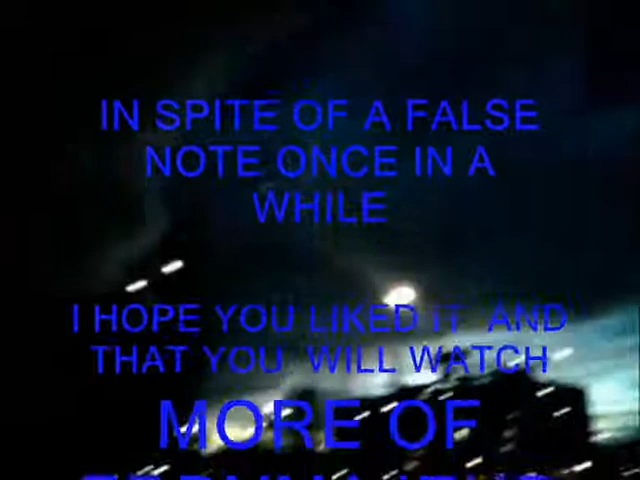 IN SPITE OF A FALSE
NOTE ONCE IN A
WHILE
I HOPE YOU LIKED IT AND
THAT YOU WILL WATCH
MORE OF